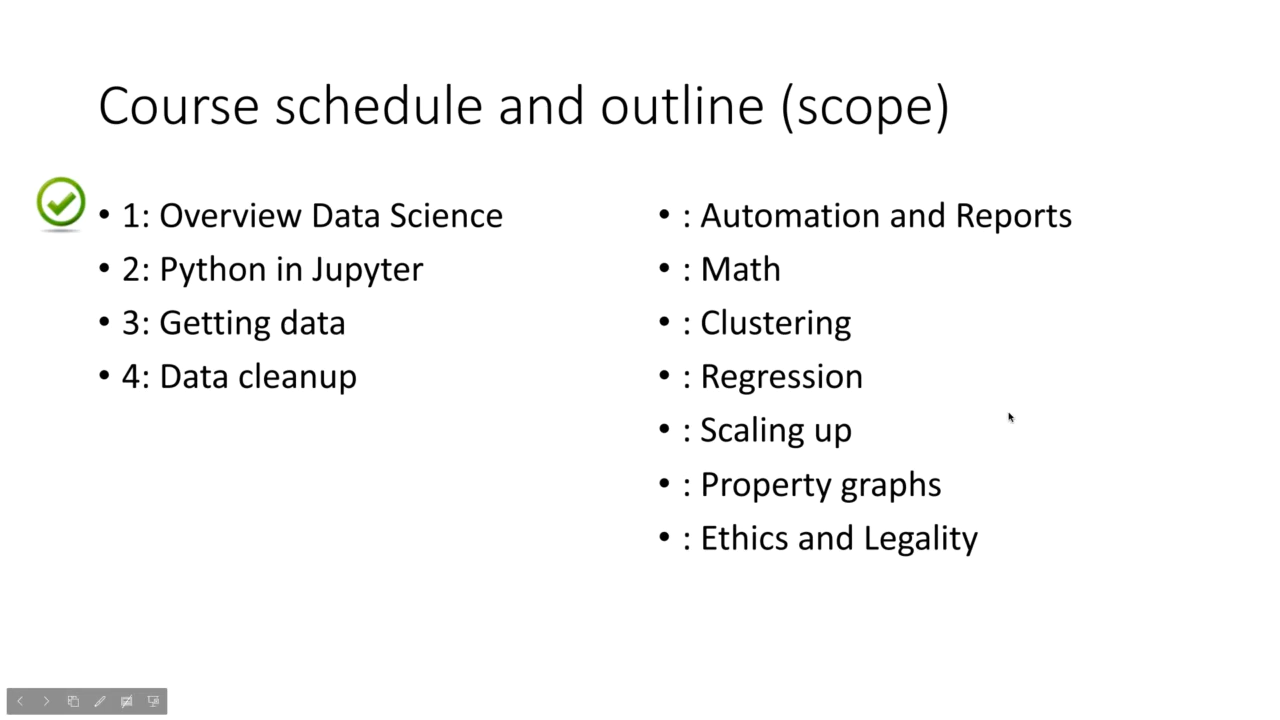 Course schedule and outline (scope)
• 1: Overview Data Science
• 2: Python in Jupyter
• 3: Getting data
• 4: Data cleanup
• : Automation and Reports
• : Math
• : Clustering
• : Regression
• : Scaling up
• : Property graphs
• : Ethics and Legality